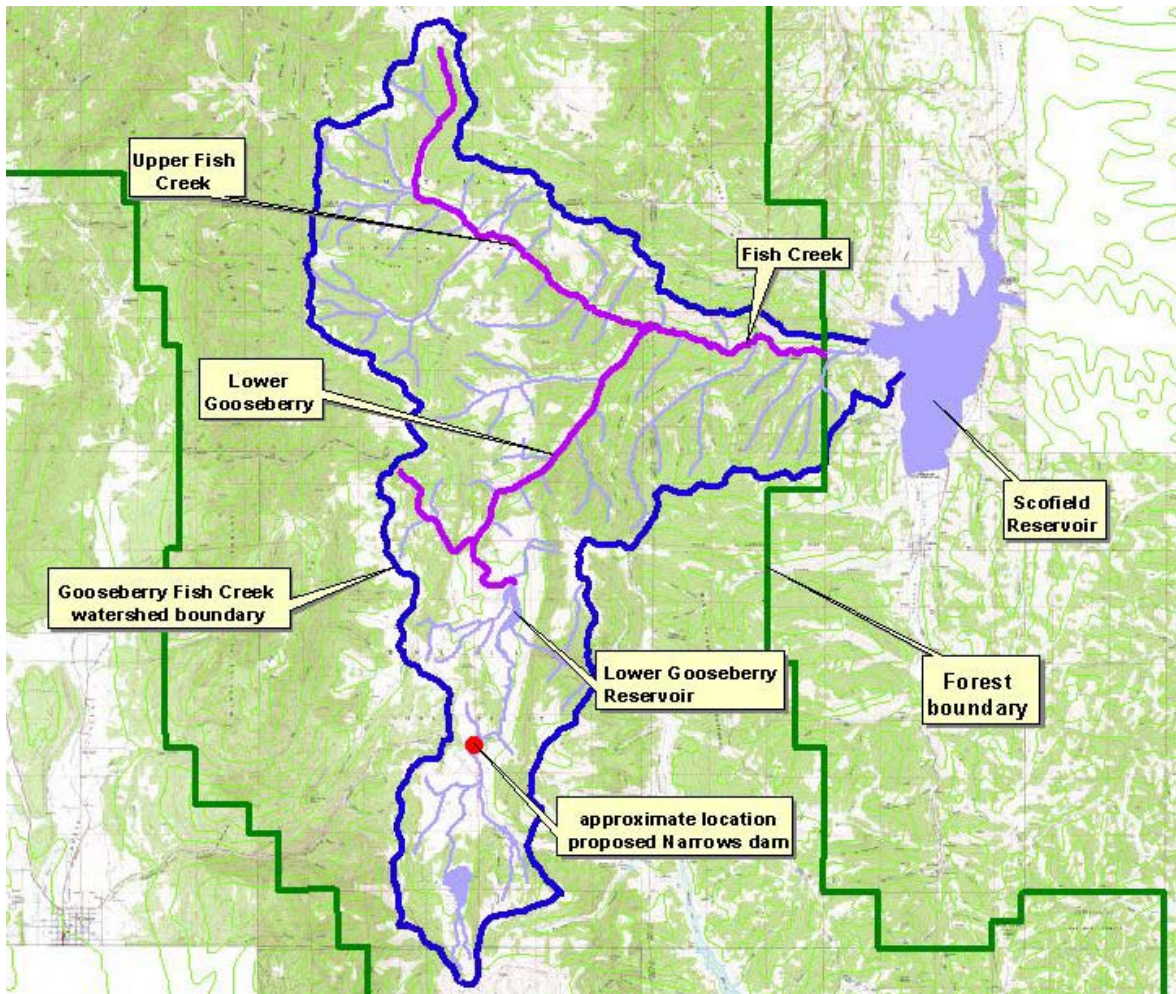 Upper Fish
Creek
Fish Creek
Lower
Gooseberry
Scofield
Reservoir
Gooseberry Fish Creek
watershed boundary
Lower Gooseberry
Reservoir
Forest
boundary
approximate location
proposed Narrows dam